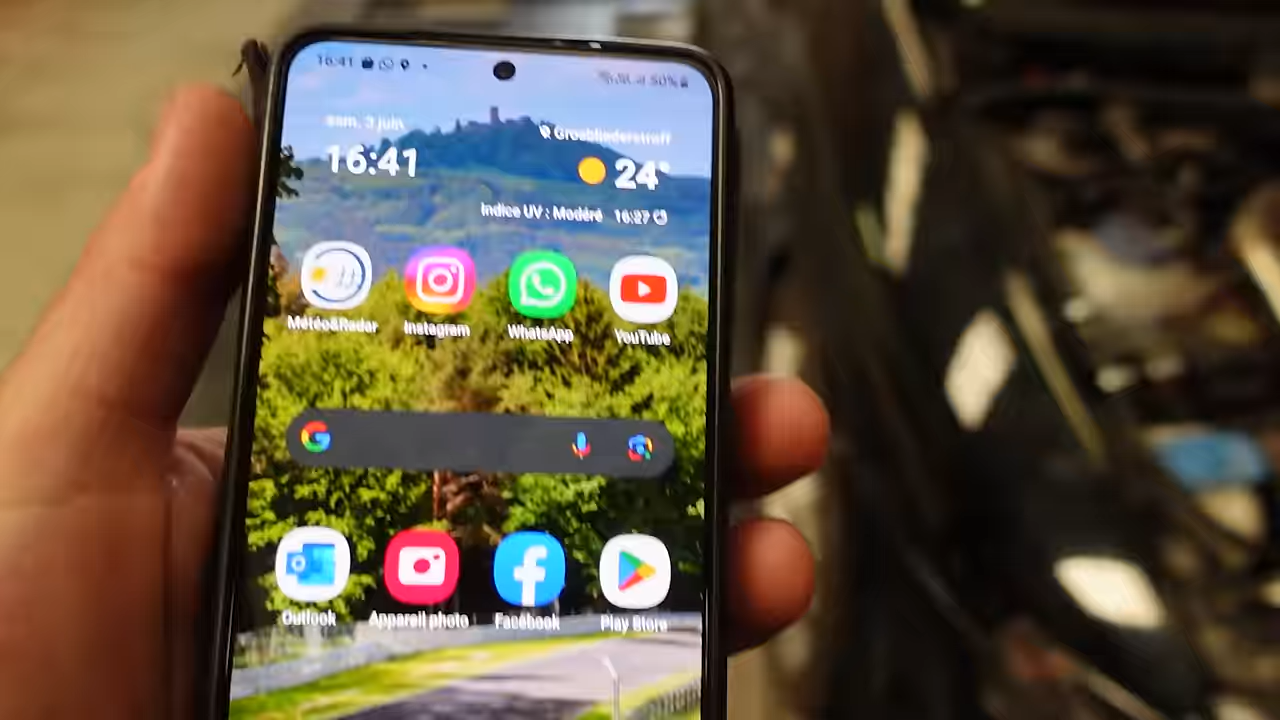 16:41
50%
sam. 3 juin
16:41
Grosbliederstroff
24°
Indice UV : Modéré 16:27
Météo&Radar
Instagram
WhatsApp
YouTube
Outlook
Appareil photo
Facebook
Play Store